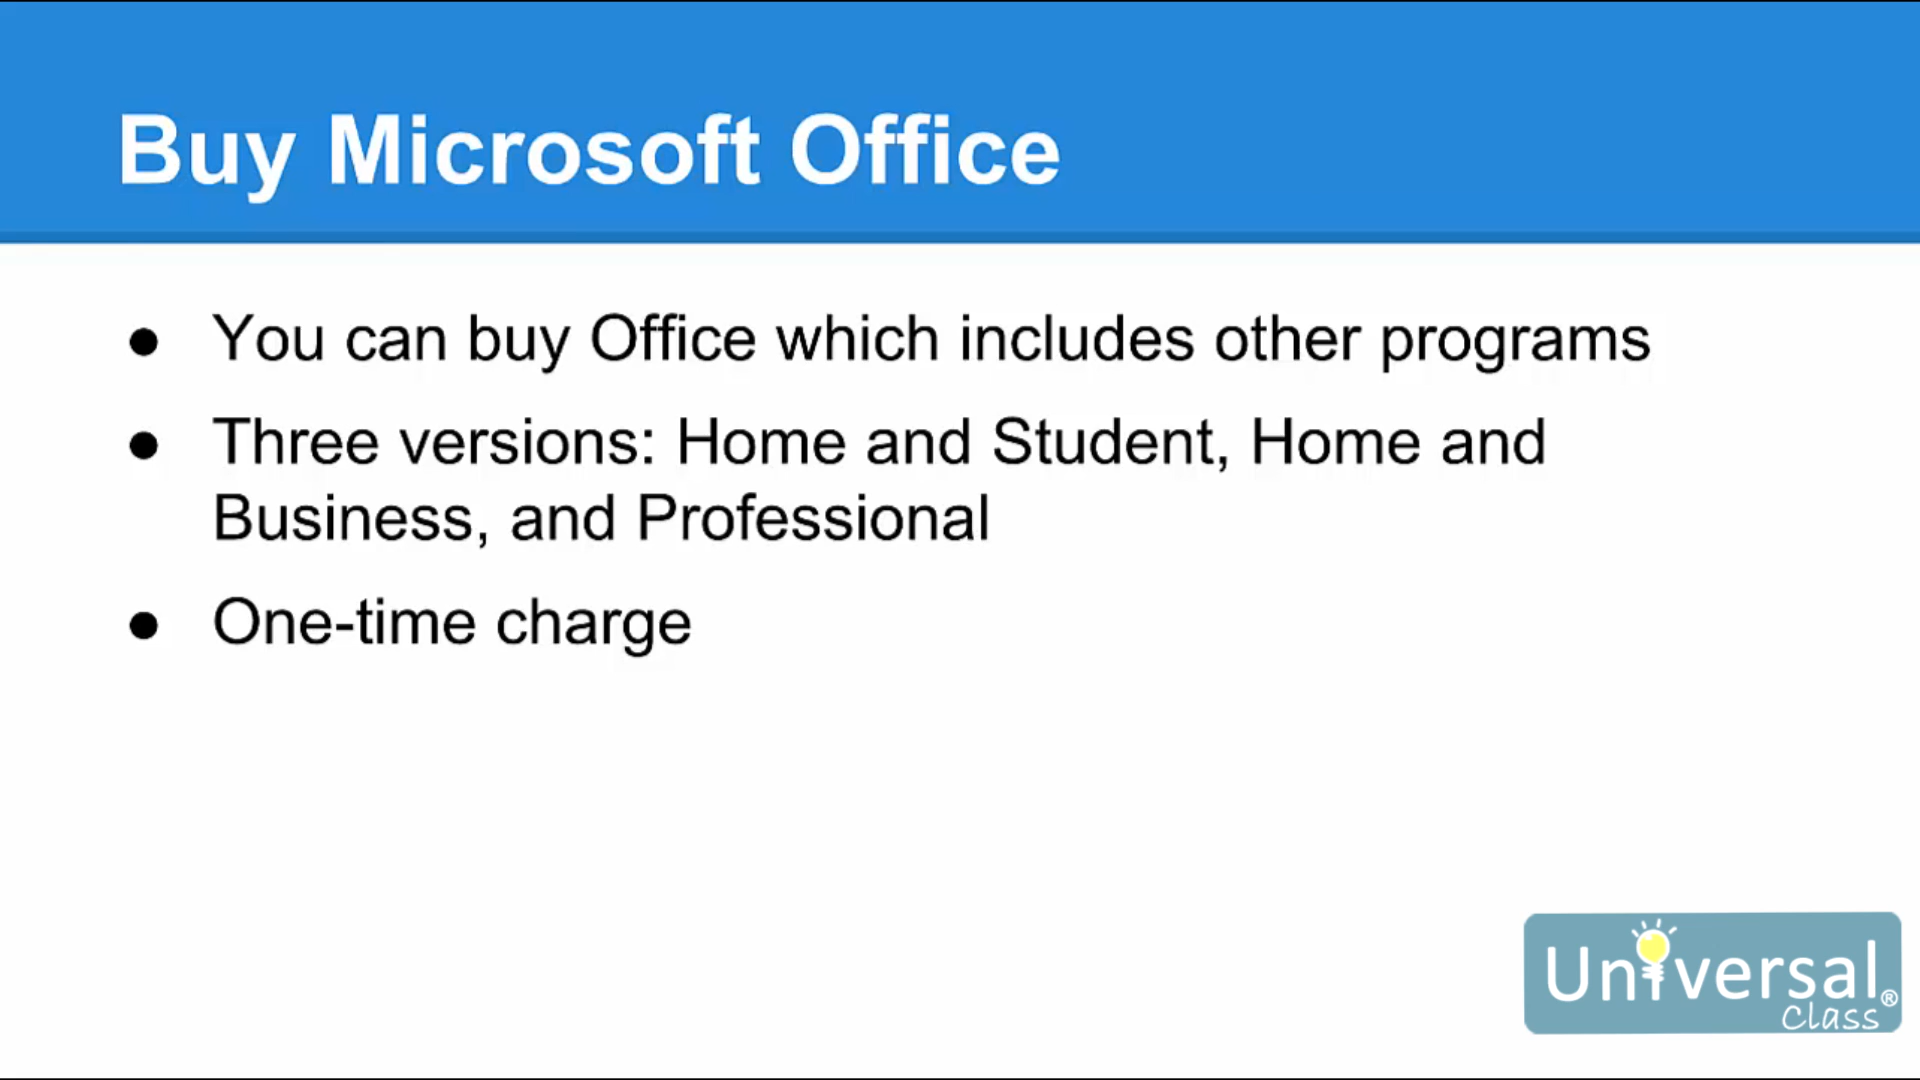 Buy Microsoft Office
● You can buy Office which includes other programs
● Three versions: Home and Student, Home and
Business, and Professional
● One-time charge
Universal®
Class